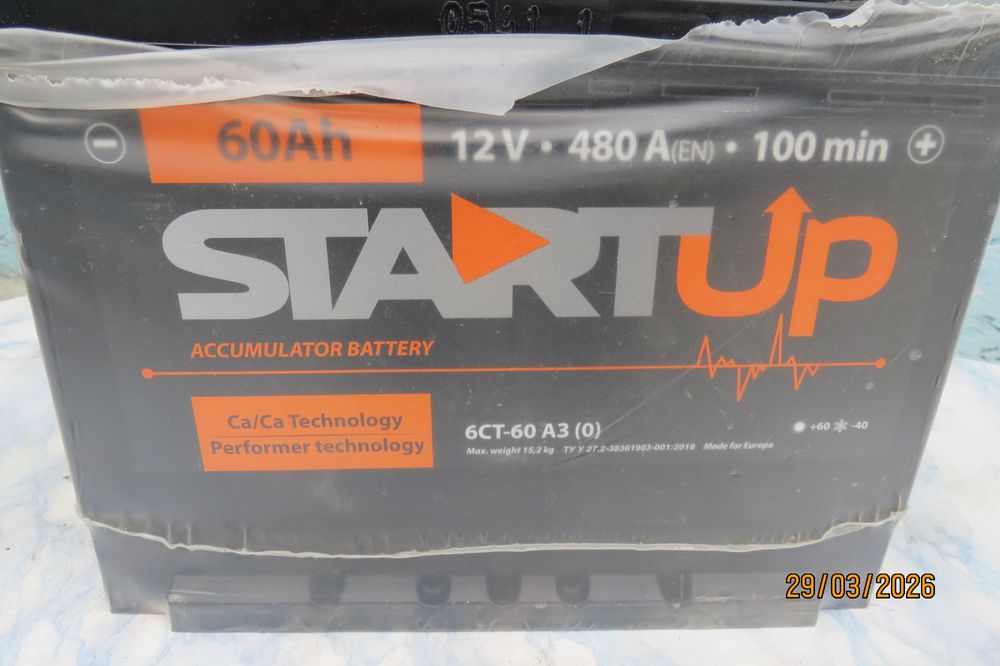 0541 1
60Ah 12 V • 480 A(EN) • 100 min
STARTUP
ACCUMULATOR BATTERY
Ca/Ca Technology
Performer technology
6CT-60 A3 (0)
+60 -40
Max. weight 15,2 kg ТУ У 27.2-38361903-001:2018 Made for Europe
29/03/2026